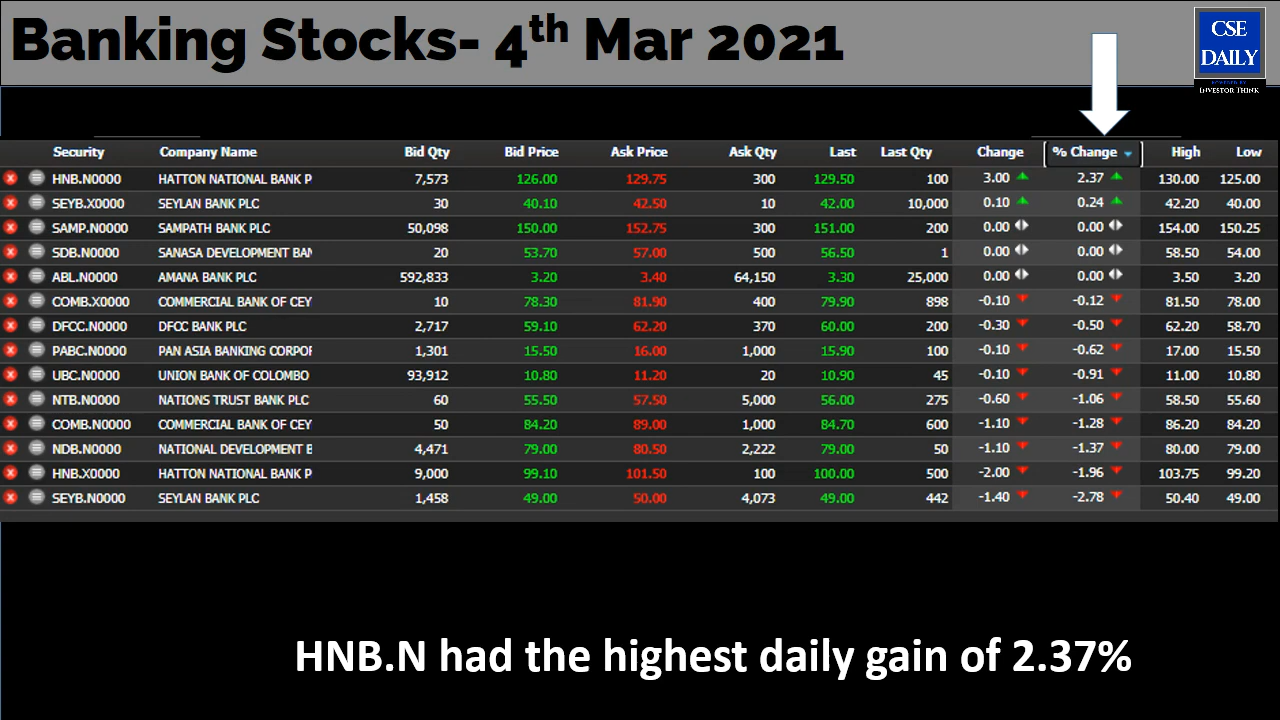 Banking Stocks- 4th Mar 2021
CSE
DAILY
POWERED BY
INVESTOR THINK
Security Company Name Bid Qty Bid Price Ask Price Ask Qty Last Last Qty Change % Change High Low
HNB.N0000 HATTON NATIONAL BANK P 7,573 126.00 129.75 300 129.50 100 3.00 2.37 130.00 125.00
SEYB.X0000 SEYLAN BANK PLC 30 40.10 42.50 10 42.00 10,000 0.10 0.24 42.20 40.00
SAMP.N0000 SAMPATH BANK PLC 50,098 150.00 152.75 300 151.00 200 0.00 0.00 154.00 150.25
SDB.N0000 SANASA DEVELOPMENT BAN 20 53.70 57.00 500 56.50 1 0.00 0.00 58.50 54.00
ABL.N0000 AMANA BANK PLC 592,833 3.20 3.40 64,150 3.30 25,000 0.00 0.00 3.50 3.20
COMB.X0000 COMMERCIAL BANK OF CEY 10 78.30 81.90 400 79.90 898 -0.10 -0.12 81.50 78.00
DFCC.N0000 DFCC BANK PLC 2,717 59.10 62.20 370 60.00 200 -0.30 -0.50 62.20 58.70
PABC.N0000 PAN ASIA BANKING CORPOF 1,301 15.50 16.00 1,000 15.90 100 -0.10 -0.62 17.00 15.50
UBC.N0000 UNION BANK OF COLOMBO 93,912 10.80 11.20 20 10.90 45 -0.10 -0.91 11.00 10.80
NTB.N0000 NATIONS TRUST BANK PLC 60 55.50 57.50 5,000 56.00 275 -0.60 -1.06 58.50 55.60
COMB.N0000 COMMERCIAL BANK OF CEY 50 84.20 89.00 1,000 84.70 600 -1.10 -1.28 86.20 84.20
NDB.N0000 NATIONAL DEVELOPMENT B 4,471 79.00 80.50 2,222 79.00 50 -1.10 -1.37 80.00 79.00
HNB.X0000 HATTON NATIONAL BANK P 9,000 99.10 101.50 100 100.00 500 -2.00 -1.96 103.75 99.20
SEYB.N0000 SEYLAN BANK PLC 1,458 49.00 50.00 4,073 49.00 442 -1.40 -2.78 50.40 49.00
HNB.N had the highest daily gain of 2.37%